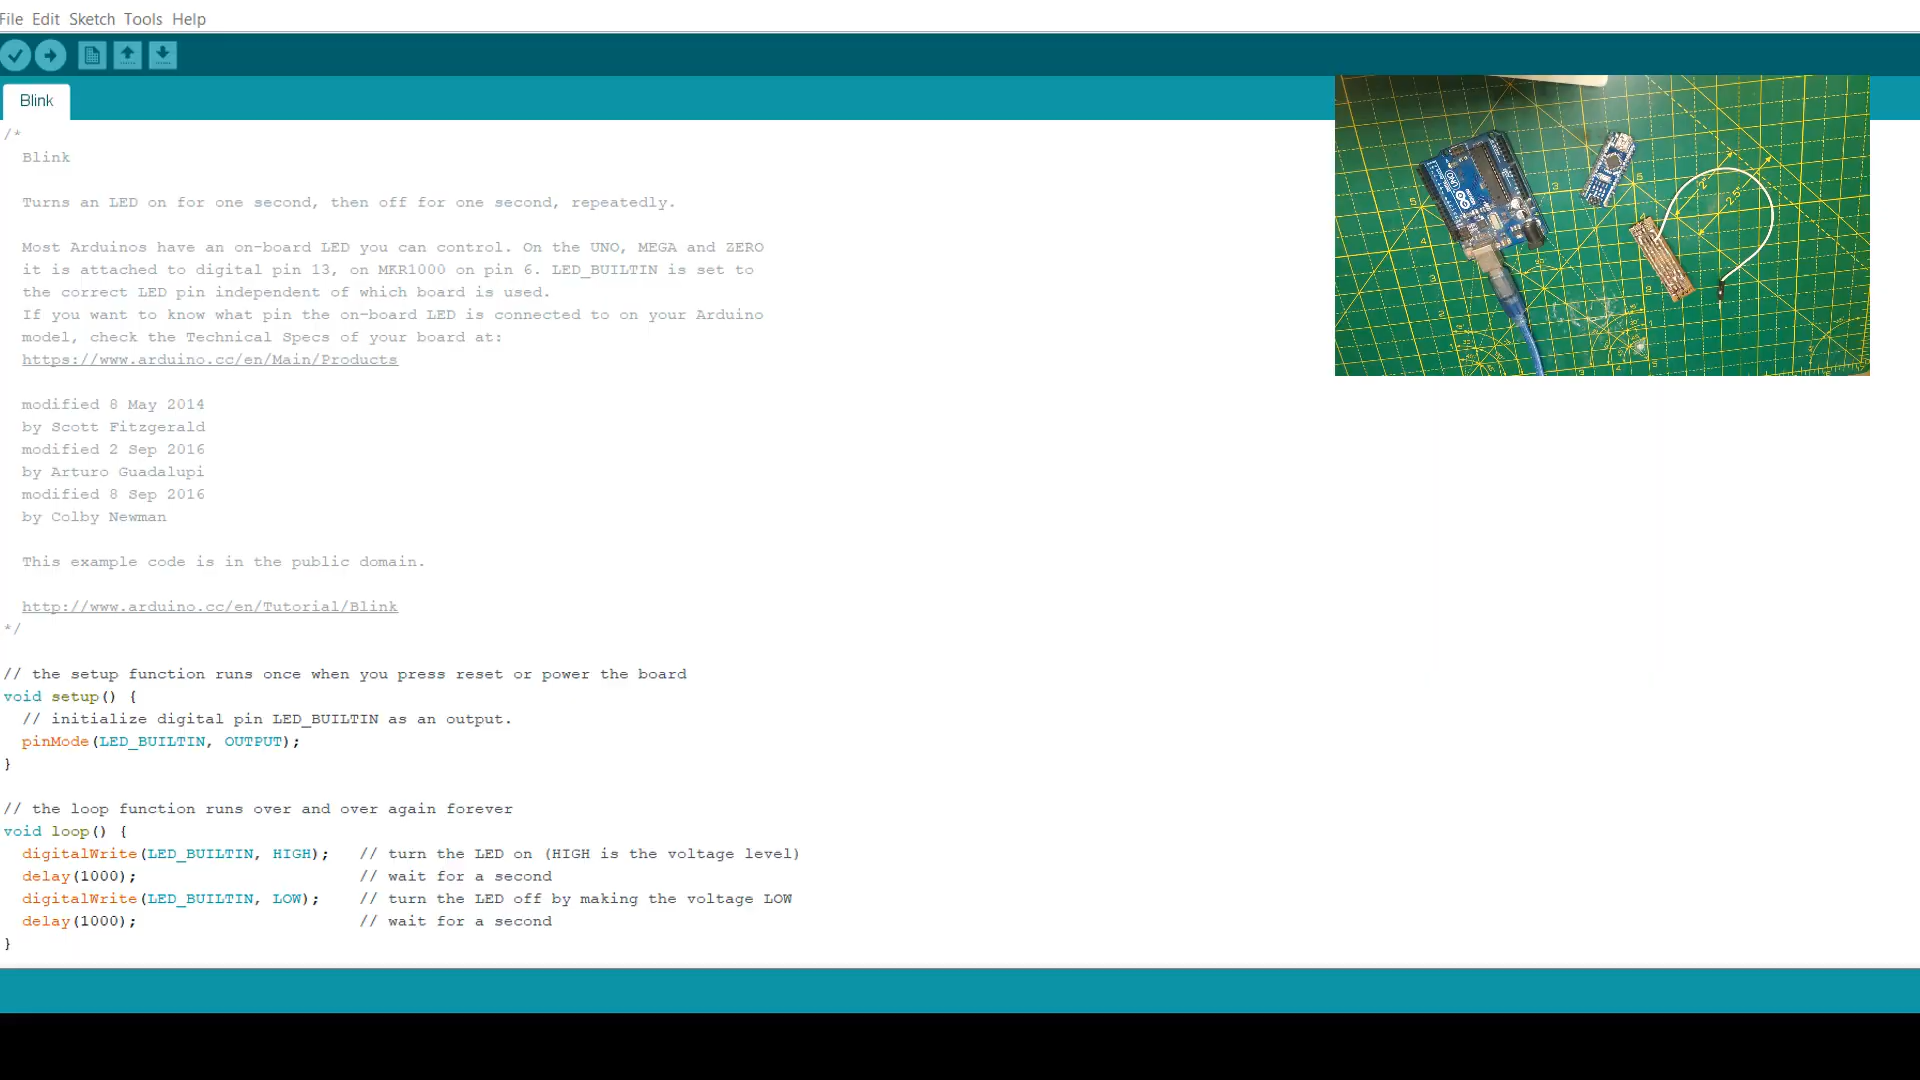 File Edit Sketch Tools Help
Blink
/*
Blink
Turns an LED on for one second, then off for one second, repeatedly.
Most Arduinos have an on-board LED you can control. On the UNO, MEGA and ZERO
it is attached to digital pin 13, on MKR1000 on pin 6. LED_BUILTIN is set to
the correct LED pin independent of which board is used.
If you want to know what pin the on-board LED is connected to on your Arduino
model, check the Technical Specs of your board at:
https://www.arduino.cc/en/Main/Products
modified 8 May 2014
by Scott Fitzgerald
modified 2 Sep 2016
by Arturo Guadalupi
modified 8 Sep 2016
by Colby Newman
This example code is in the public domain.
http://www.arduino.cc/en/Tutorial/Blink
*/
// the setup function runs once when you press reset or power the board
void setup() {
// initialize digital pin LED_BUILTIN as an output.
pinMode(LED_BUILTIN, OUTPUT);
}
// the loop function runs over and over again forever
void loop() {
digitalWrite(LED_BUILTIN, HIGH); // turn the LED on (HIGH is the voltage level)
delay(1000); // wait for a second
digitalWrite(LED_BUILTIN, LOW); // turn the LED off by making the voltage LOW
delay(1000); // wait for a second
}
UNO
2"
2.5"